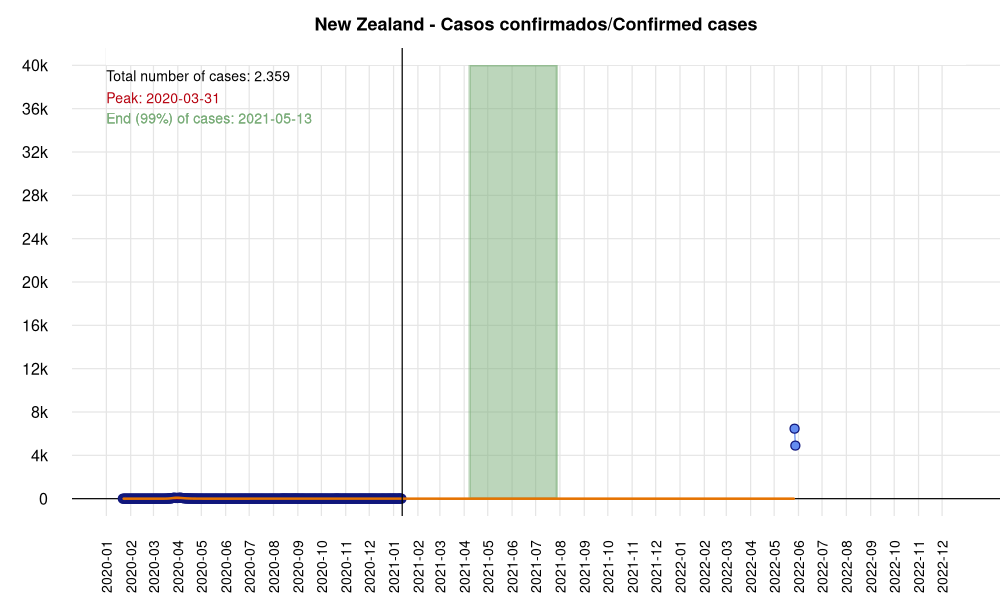 New Zealand - Casos confirmados/Confirmed cases
Total number of cases: 2.359
Peak: 2020-03-31
End (99%) of cases: 2021-05-13
40k
36k
32k
28k
24k
20k
16k
12k
8k
4k
0
2020-01
2020-02
2020-03
2020-04
2020-05
2020-06
2020-07
2020-08
2020-09
2020-10
2020-11
2020-12
2021-01
2021-02
2021-03
2021-04
2021-05
2021-06
2021-07
2021-08
2021-09
2021-10
2021-11
2021-12
2022-01
2022-02
2022-03
2022-04
2022-05
2022-06
2022-07
2022-08
2022-09
2022-10
2022-11
2022-12